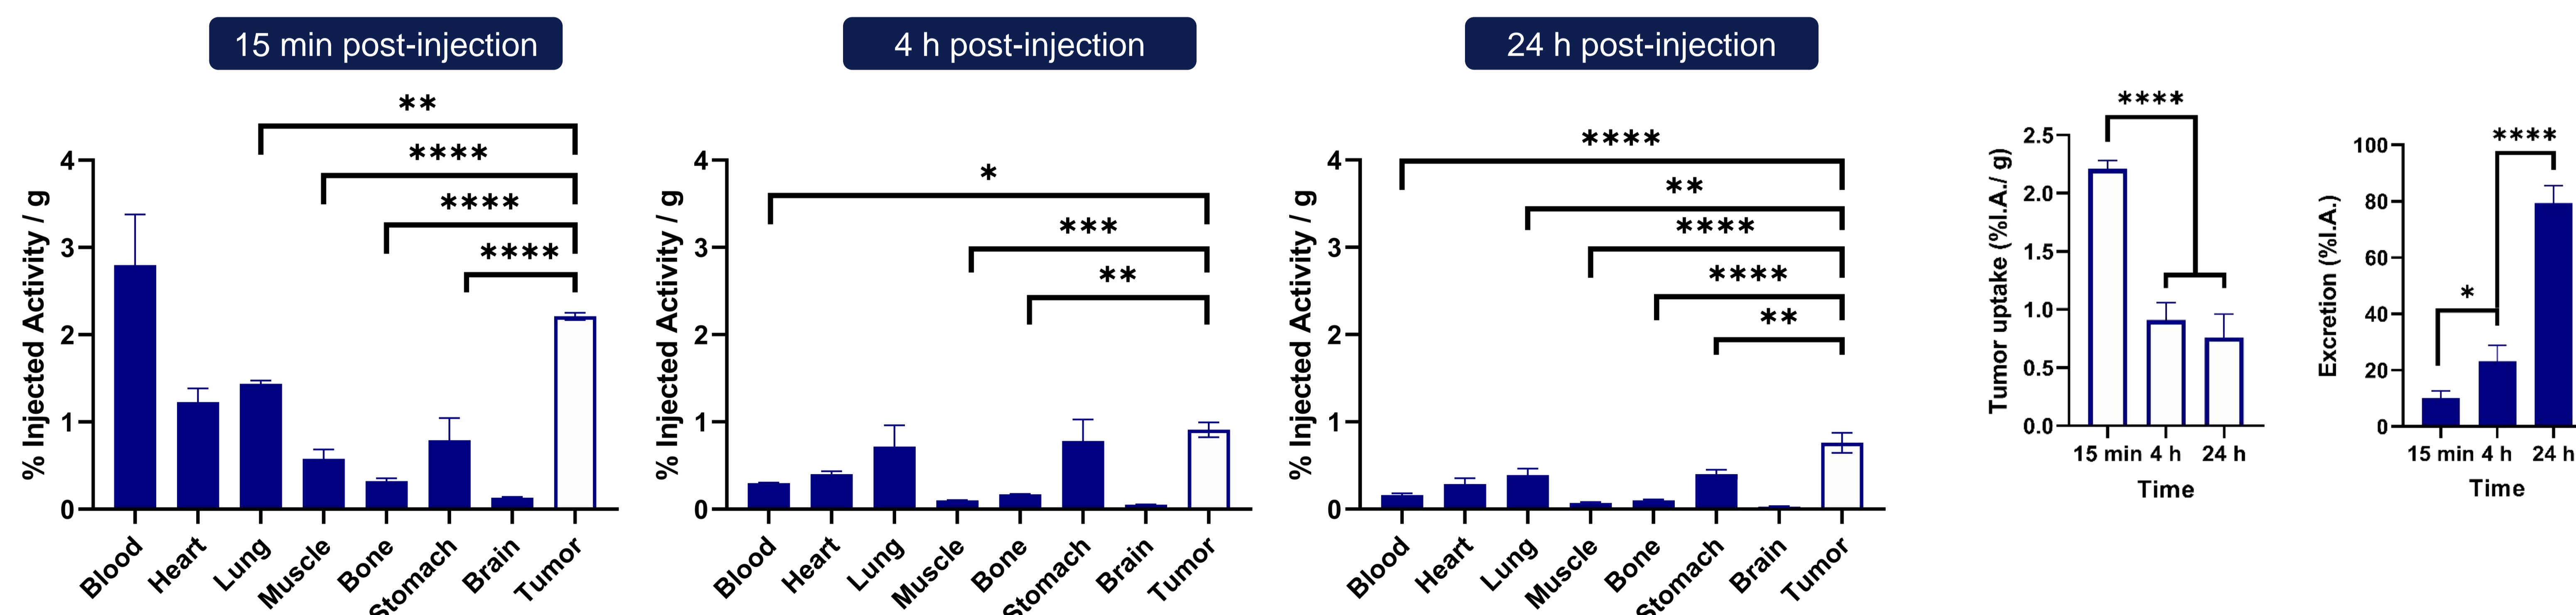 15 min post-injection
4 h post-injection
24 h post-injection
% Injected Activity / g
4
3
2
1
0
**
****
****
****
Blood
Heart
Lung
Muscle
Bone
Stomach
Brain
Tumor
% Injected Activity / g
4
3
2
1
0
*
***
**
Blood
Heart
Lung
Muscle
Bone
Stomach
Brain
Tumor
% Injected Activity / g
4
3
2
1
0
****
**
****
****
**
Blood
Heart
Lung
Muscle
Bone
Stomach
Brain
Tumor
Tumor uptake (%I.A./ g)
2.5
2.0
1.5
1.0
0.5
0.0
****
15 min 4 h 24 h
Time
Excretion (%I.A.)
100
80
60
40
20
0
*
****
15 min 4 h 24 h
Time